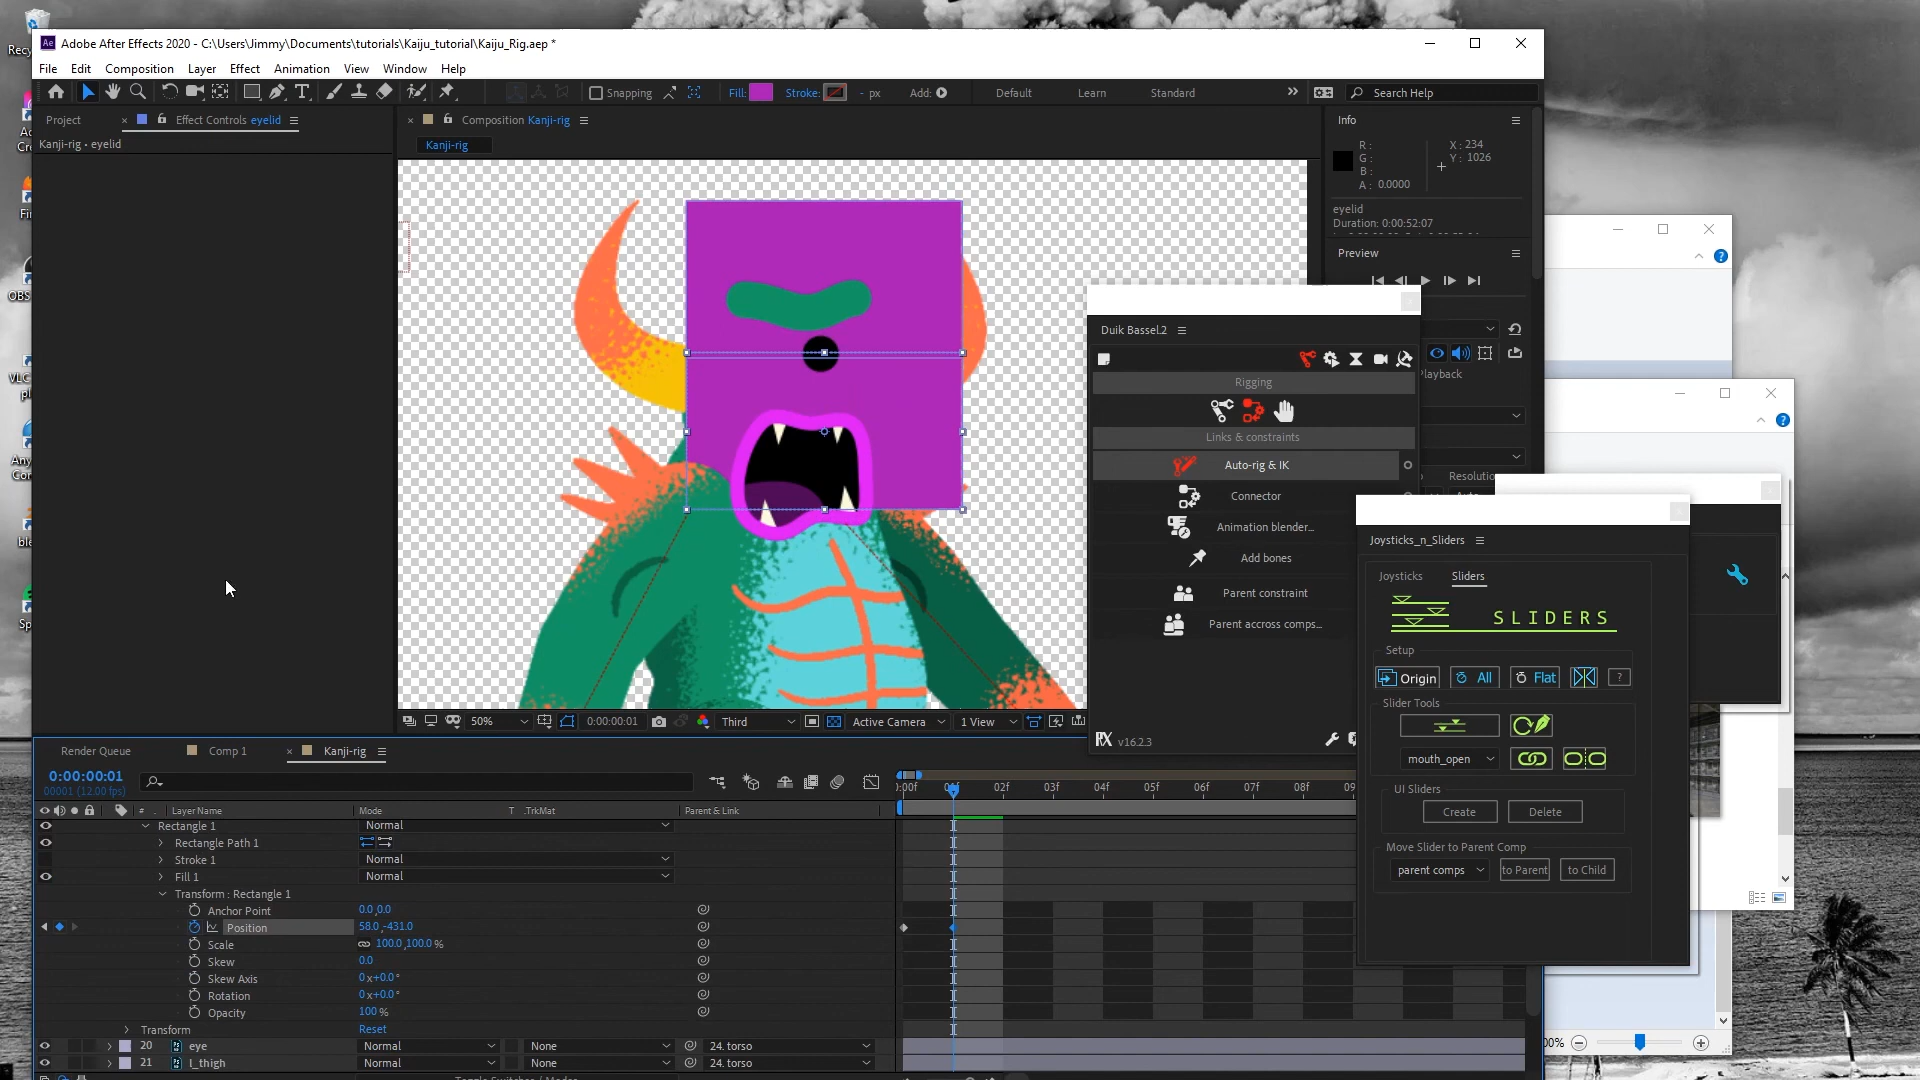 Adobe After Effects 2020 - C:\Users\Jimmy\Documents\tutorials\Kaiju_tutorial\Kaiju_Rig.aep *
File Edit Composition Layer Effect Animation View Window Help
Snapping Fill: Stroke: - px Add: Default Learn Standard Search Help
Project Effect Controls eyelid Composition Kanji-rig Info
Kanji-rig • eyelid Kanji-rig
R : G : B : A : 0.0000 X : 234 Y : 1026
eyelid
Duration: 0:00:52:07
Preview
Duik Bassel.2
Rigging
Links & constraints
Auto-rig & IK
Connector
Animation blender...
Add bones
Parent constraint
Parent accross comps...
v16.2.3
Resolutio
Joysticks_n_Sliders
Joysticks Sliders
SLIDERS
Setup
Origin All Flat ?
Slider Tools
mouth_open
UI Sliders
Create Delete
Move Slider to Parent Comp
parent comps to Parent to Child
50% 0:00:00:01 Third Active Camera 1 View
Render Queue Comp 1 Kanji-rig
0:00:00:01
00001 (12.00 fps)
01f 02f 03f 04f 05f 06f 07f 08f
# Layer Name Mode T .TrkMat Parent & Link
Rectangle 1 Normal
Rectangle Path 1
Stroke 1 Normal
Fill 1 Normal
Transform : Rectangle 1
Anchor Point 0.0,0.0
Position 58.0,-431.0
Scale 100.0,100.0 %
Skew 0.0
Skew Axis 0x+0.0°
Rotation 0x+0.0°
Opacity 100 %
Transform Reset
20 eye Normal None 24. torso
21 l_thigh Normal None 24. torso